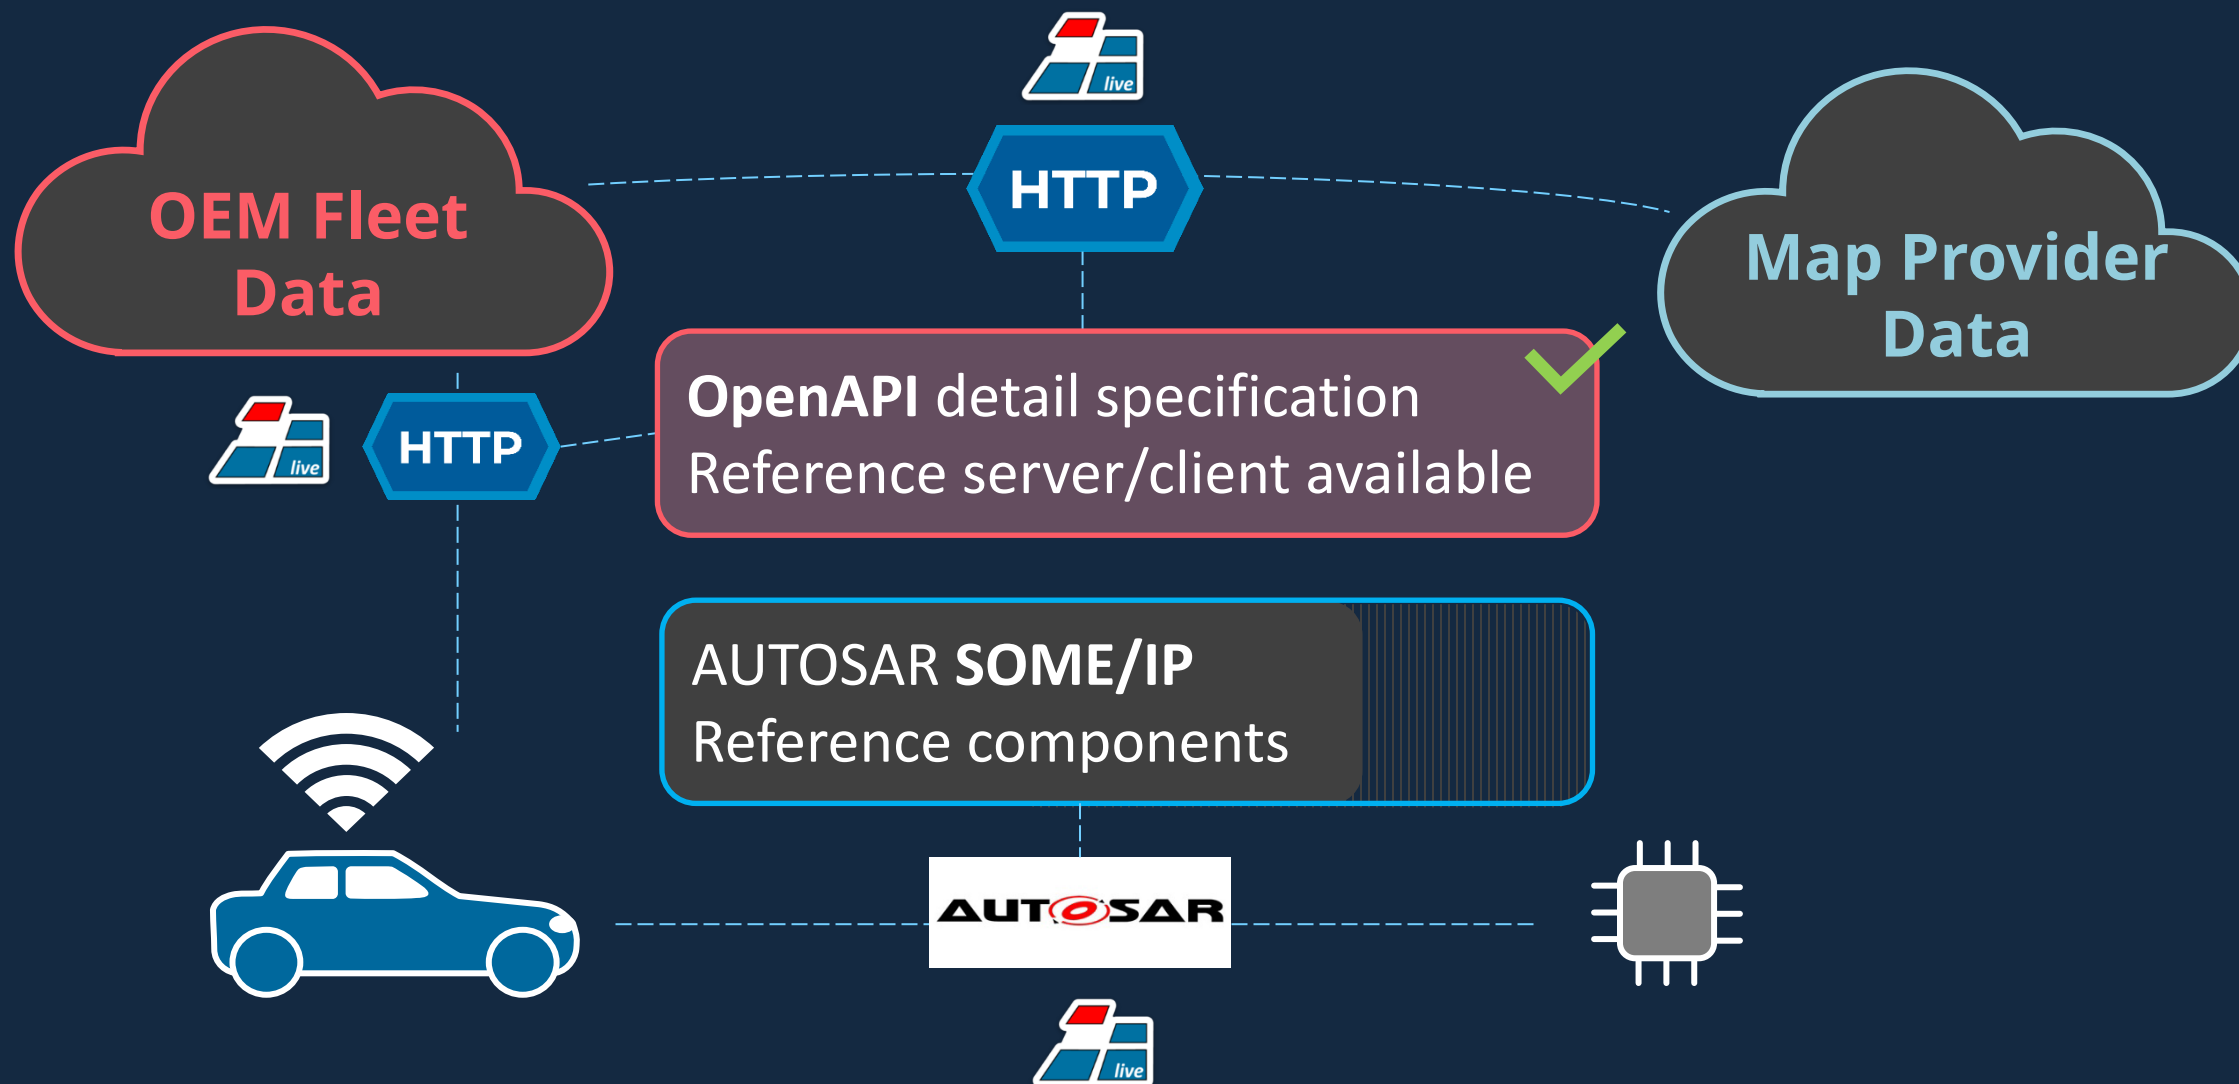 live
HTTP
OEM Fleet
Data
Map Provider
Data
OpenAPI detail specification
Reference server/client available
live
HTTP
AUTOSAR SOME/IP
Reference components
AUTOSAR
live